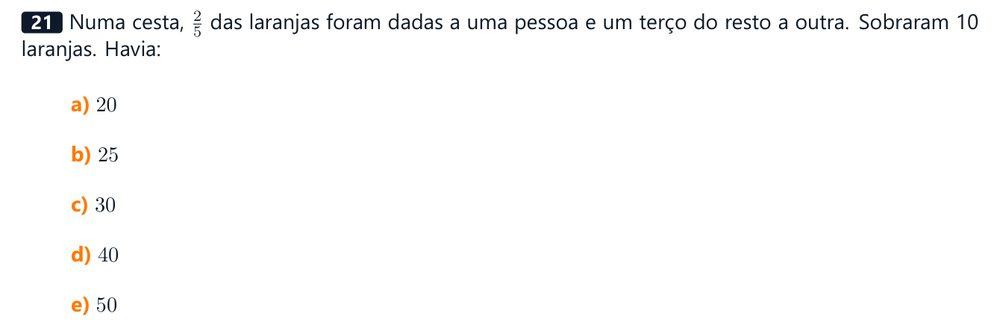 21 Numa cesta, 2/5 das laranjas foram dadas a uma pessoa e um terço do resto a outra. Sobraram 10
laranjas. Havia:
a) 20
b) 25
c) 30
d) 40
e) 50